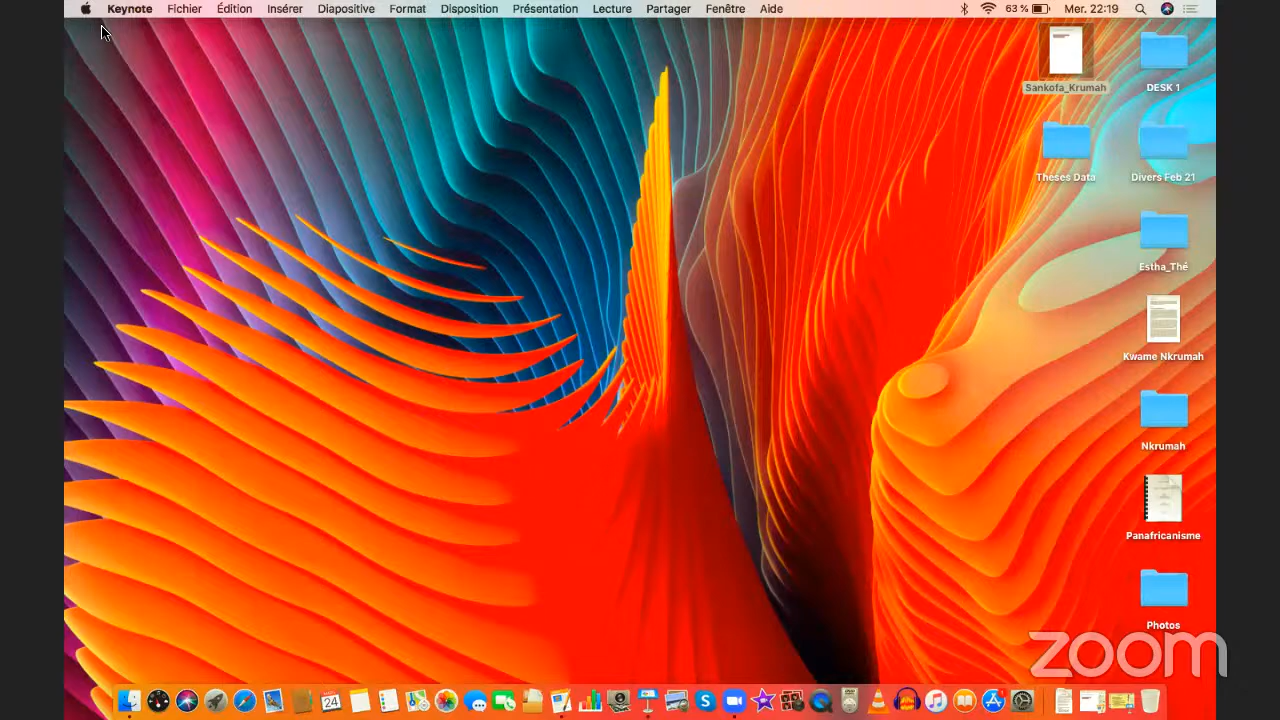 Keynote Fichier Édition Insérer Diapositive Format Disposition Présentation Lecture Partager Fenêtre Aide 63 % Mer. 22:19
Sankofa_Krumah
DESK 1
Theses Data
Divers Feb 21
Estha_Thé
Kwame Nkrumah
Nkrumah
Panafricanisme
Photos
zoom
24